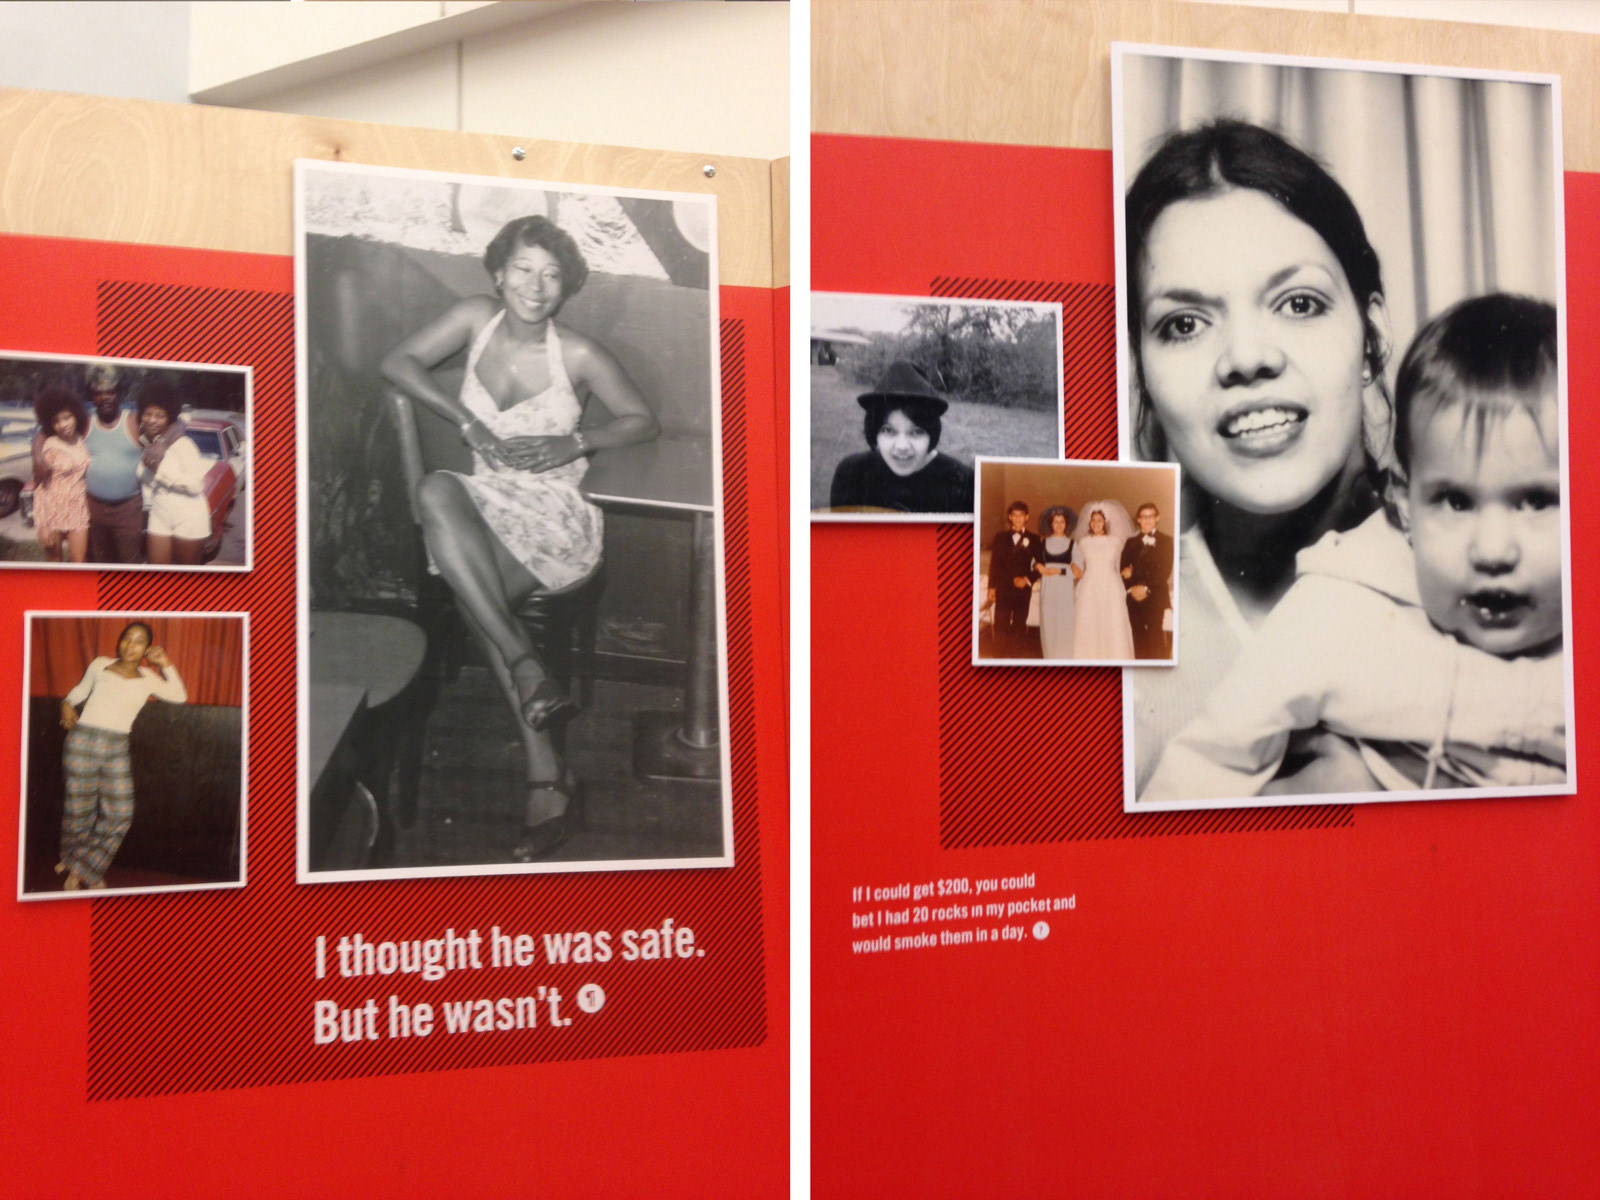 I thought he was safe.
But he wasn't. ¶
If I could get $200, you could
bet I had 20 rocks in my pocket and
would smoke them in a day.